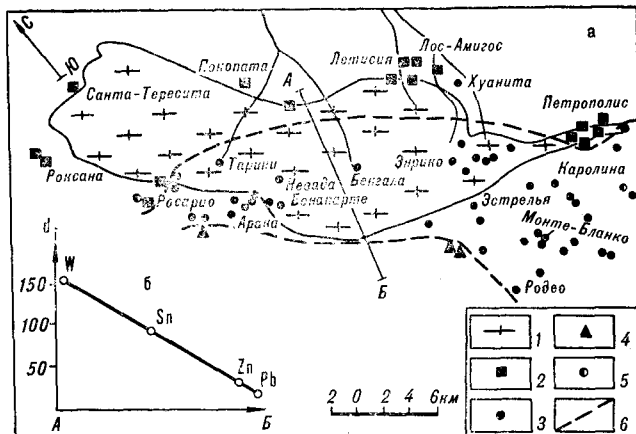 а
С
Ю
Санта-Тересита
Покопата
А
Летисия
Лос-Амигос
Хуанита
Петрополис
Роксана
Тарини
Невада
Бонапарте
Бенгала
Энрико
Каролина
Эстрелья
Монте-Бланко
Росарио
Арана
Родео
Б
d
150
100
50
W
б
Sn
Zn
Pb
А
Б
2 0 2 6км
1
2
3
4
5
6